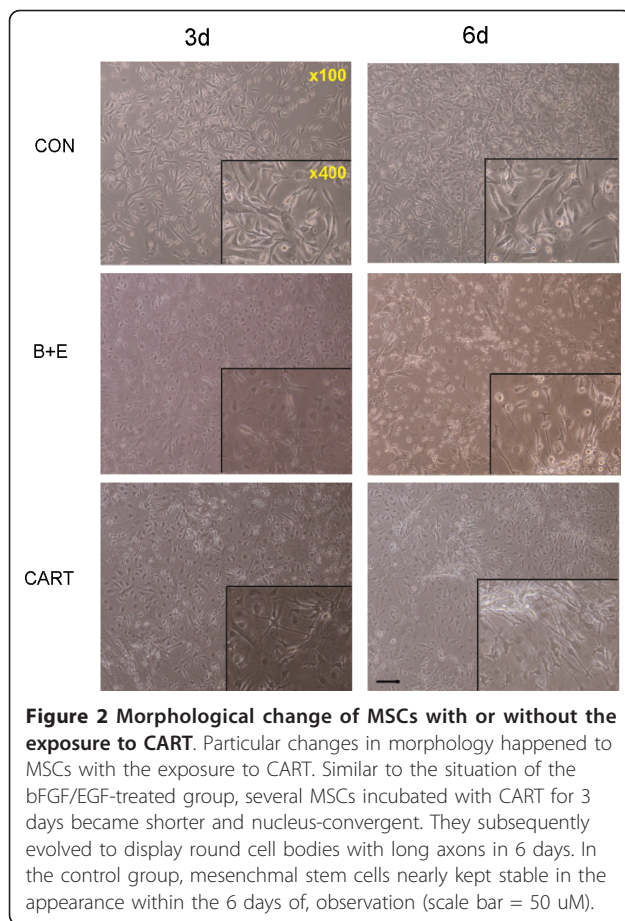 3d 6d
x100
CON
x400
B+E
CART
Figure 2 Morphological change of MSCs with or without the
exposure to CART. Particular changes in morphology happened to
MSCs with the exposure to CART. Similar to the situation of the
bFGF/EGF-treated group, several MSCs incubated with CART for 3
days became shorter and nucleus-convergent. They subsequently
evolved to display round cell bodies with long axons in 6 days. In
the control group, mesenchmal stem cells nearly kept stable in the
appearance within the 6 days of, observation (scale bar = 50 uM).